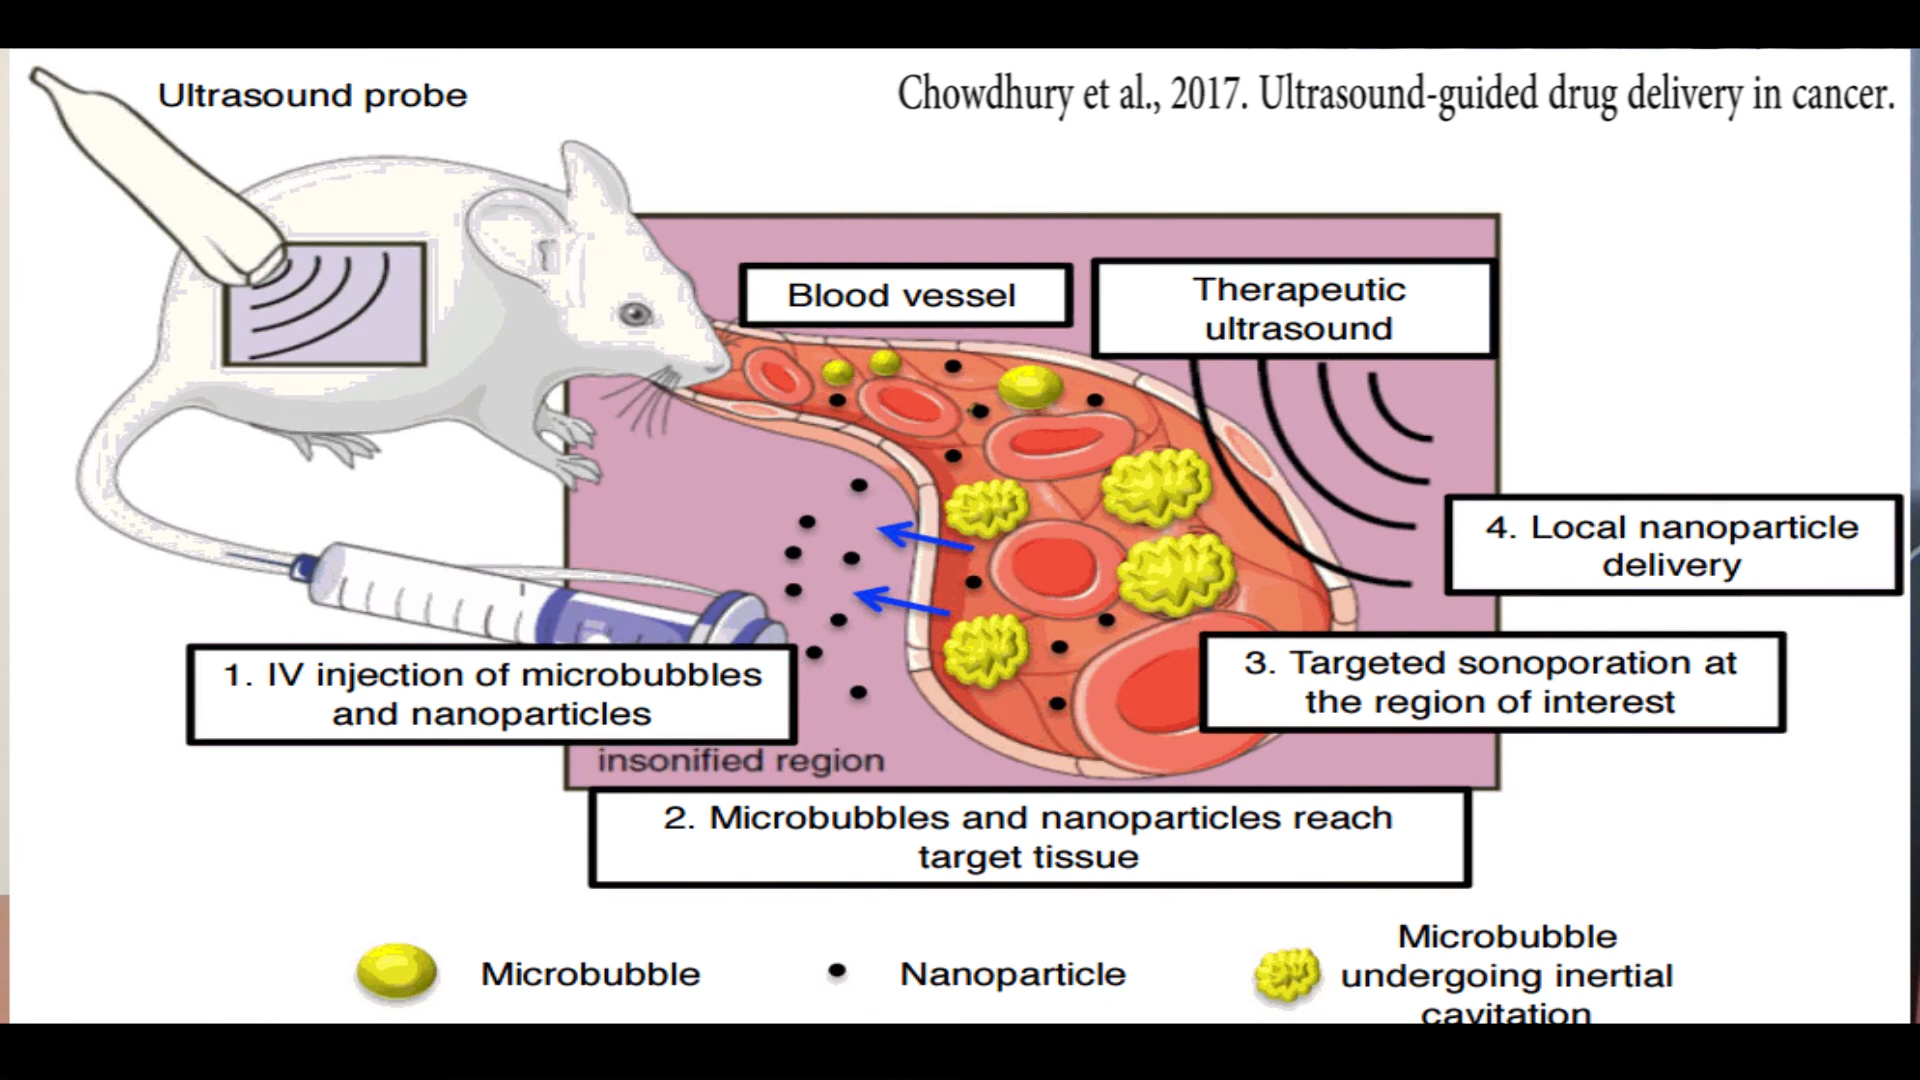 Ultrasound probe
Chowdhury et al., 2017. Ultrasound-guided drug delivery in cancer.
Blood vessel
Therapeutic
ultrasound
4. Local nanoparticle
delivery
1. IV injection of microbubbles
and nanoparticles
3. Targeted sonoporation at
the region of interest
insonified region
2. Microbubbles and nanoparticles reach
target tissue
Microbubble
Nanoparticle
Microbubble
undergoing inertial
cavitation